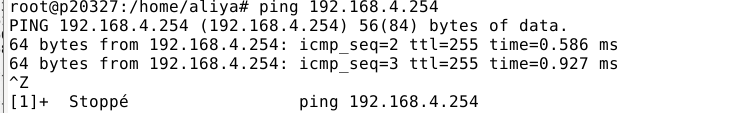 root@p20327:/home/aliya# ping 192.168.4.254
PING 192.168.4.254 (192.168.4.254) 56(84) bytes of data.
64 bytes from 192.168.4.254: icmp_seq=2 ttl=255 time=0.586 ms
64 bytes from 192.168.4.254: icmp_seq=3 ttl=255 time=0.927 ms
^Z
[1]+  Stoppé                 ping 192.168.4.254